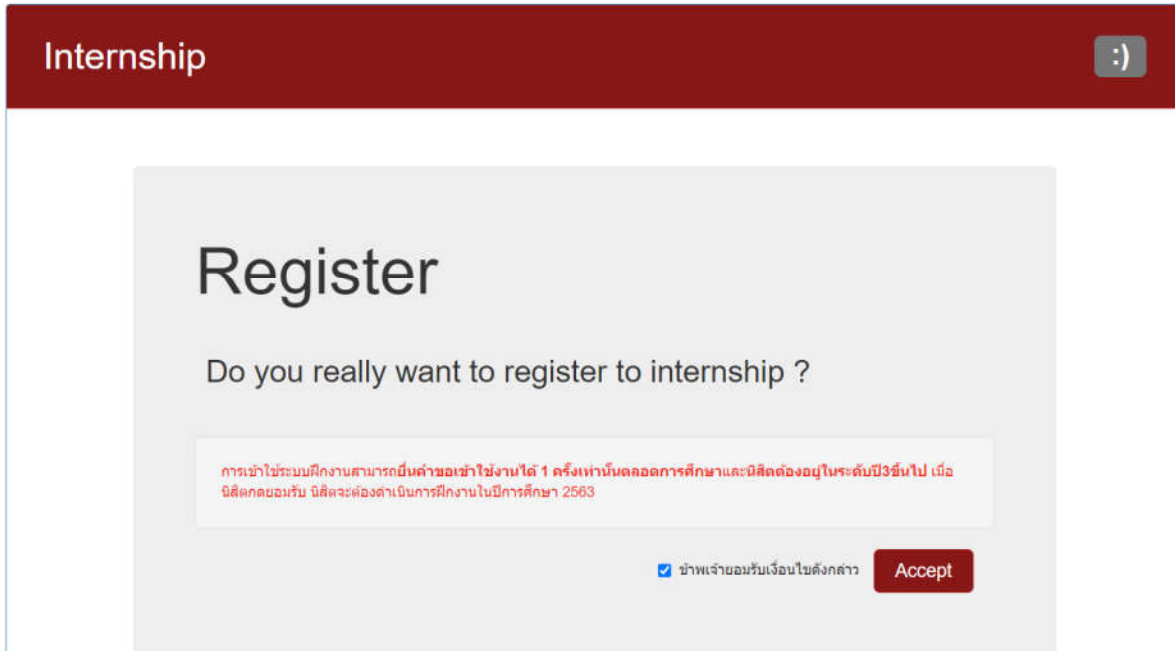 Internship
:)
Register
Do you really want to register to internship ?
การเข้าใช้ระบบฝึกงานสามารถยื่นคำขอเข้าใช้งานได้ 1 ครั้งเท่านั้นตลอดการศึกษาและนิสิตต้องอยู่ในระดับปี3ขึ้นไป เมื่อ
นิสิตกดยอมรับ นิสิตจะต้องดำเนินการฝึกงานในปีการศึกษา 2563
ข้าพเจ้ายอมรับเงื่อนไขดังกล่าว
Accept